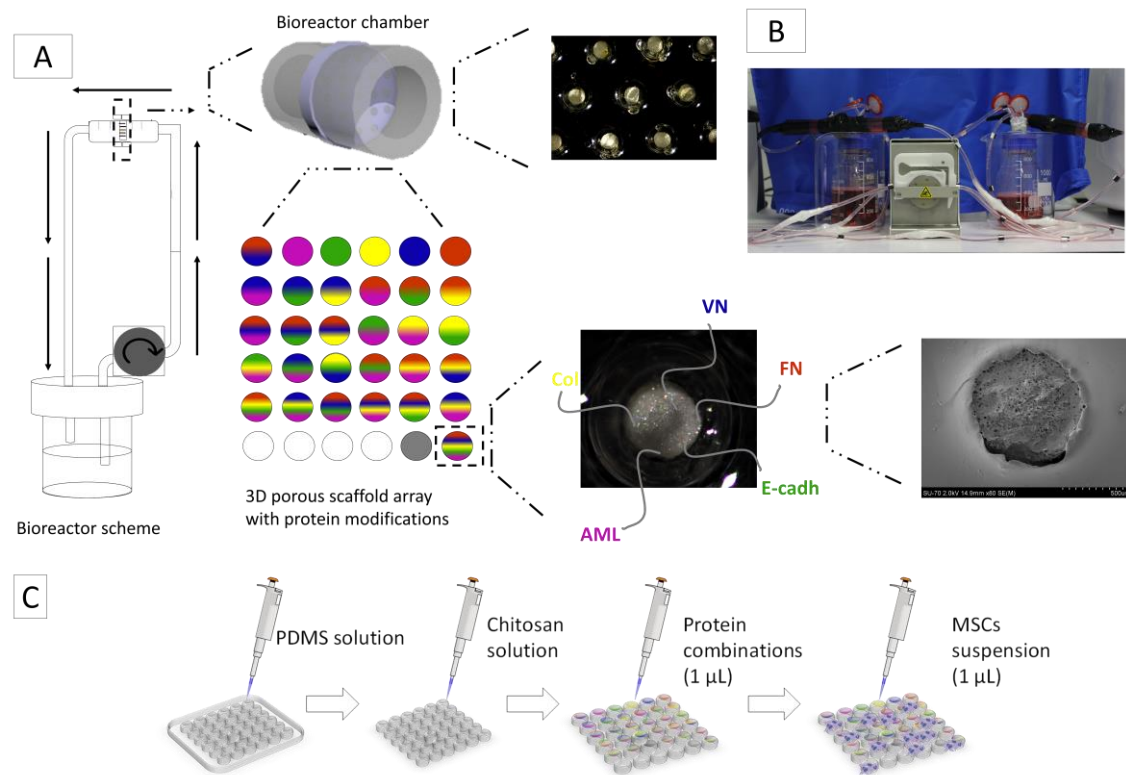 A
Bioreactor chamber
B
VN
Col
FN
E-cadh
AML
SU-70 2.0kV 14.9mm x80 SE(M)
500um
3D porous scaffold array
with protein modifications
Bioreactor scheme
C
PDMS solution
Chitosan
solution
Protein
combinations
(1 µL)
MSCs
suspension
(1 µL)